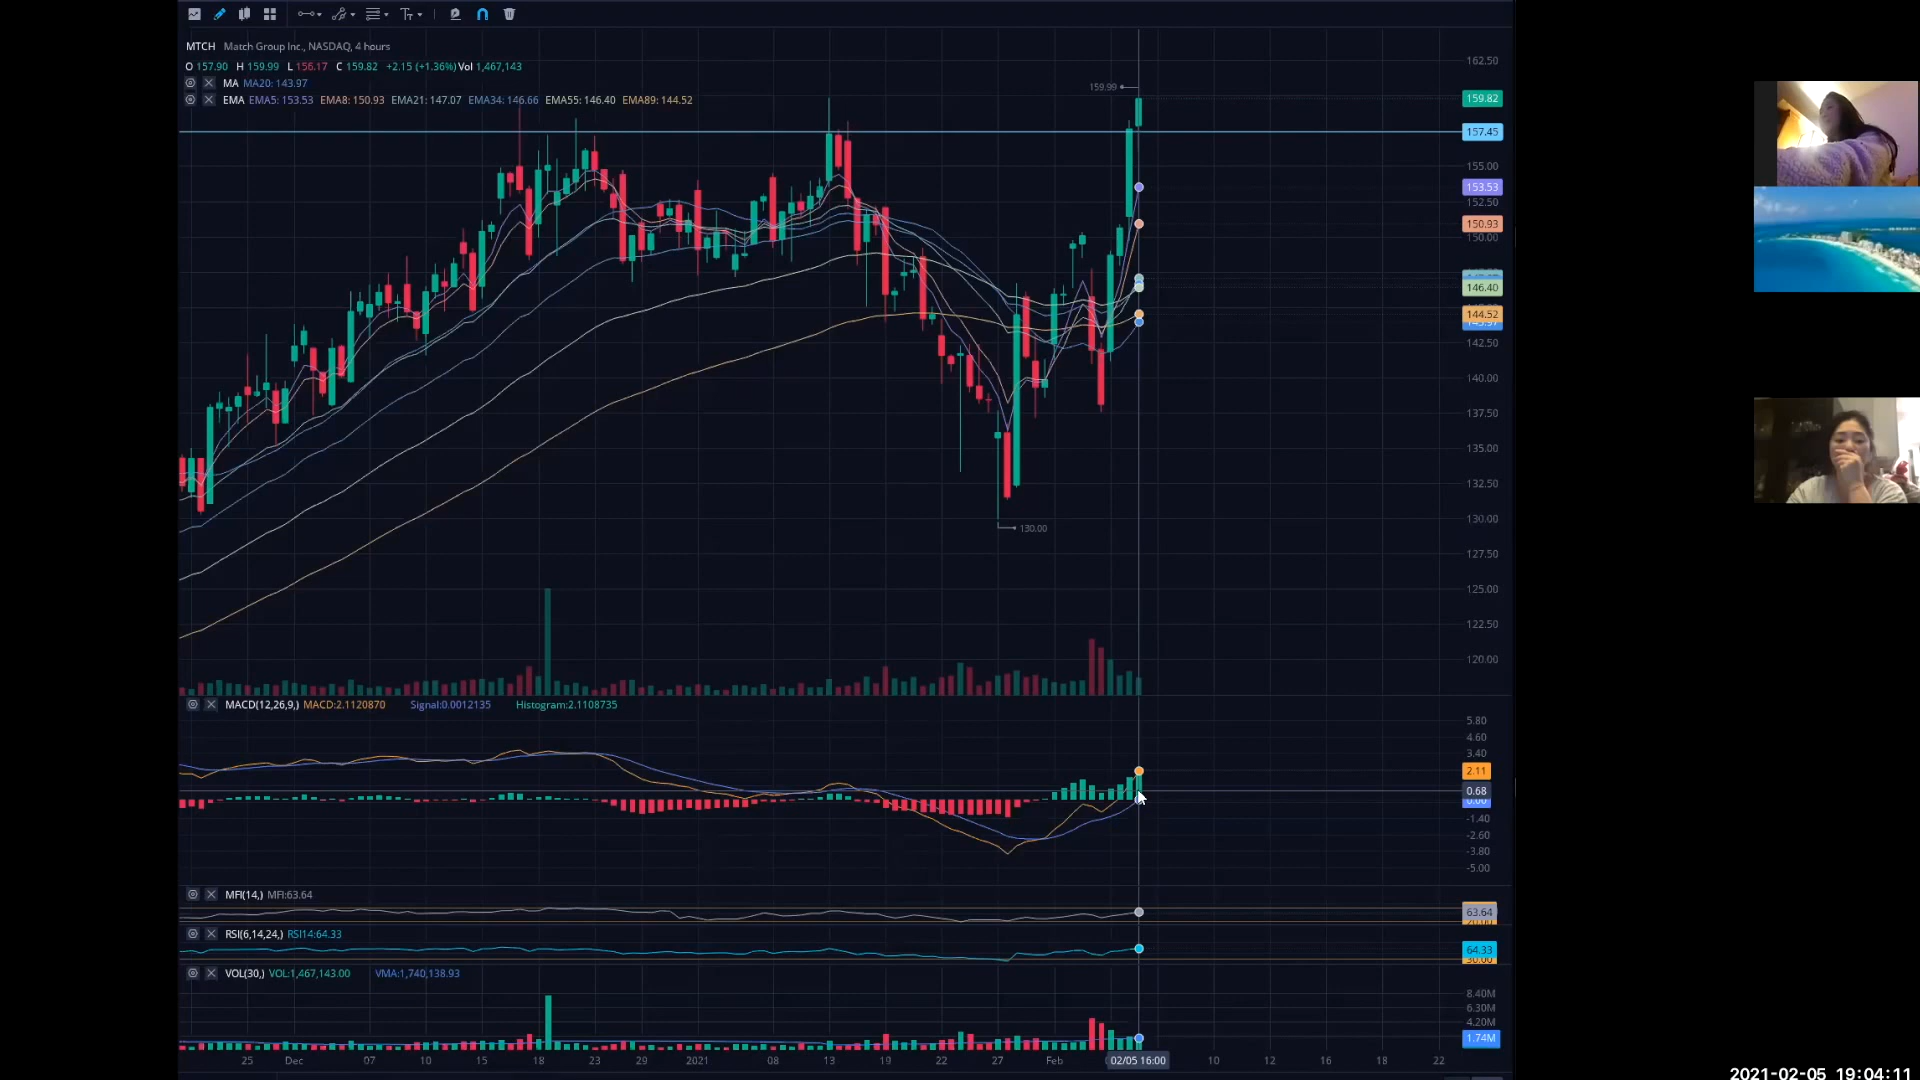 MTCH Match Group Inc., NASDAQ, 4 hours
O 157.90 H 159.99 L 156.17 C 159.82 +2.15 (+1.36%) Vol 1,467,143
MA MA20: 143.97
EMA EMA5: 153.53 EMA8: 150.93 EMA21: 147.07 EMA34: 146.66 EMA55: 146.40 EMA89: 144.52
162.50
159.99
159.82
157.45
155.00
153.53
152.50
150.93
150.00
146.40
144.52
142.50
140.00
137.50
135.00
132.50
130.00
130.00
127.50
125.00
122.50
120.00
MACD(12,26,9,) MACD:2.1120870 Signal:0.0012135 Histogram:2.1108735
5.80
4.60
3.40
2.11
0.68
0.00
-1.40
-2.60
-3.80
-5.00
MFI(14,) MFI:63.64
63.64
RSI(6,14,24,) RSI14:64.33
64.33
30.00
VOL(30,) VOL:1,467,143.00 VMA:1,740,138.93
8.40M
6.30M
4.20M
1.74M
25 Dec 07 10 15 18 23 29 2021 08 13 19 22 27 Feb 02/05 16:00 10 12 16 18 22
2021-02-05 19:04:11